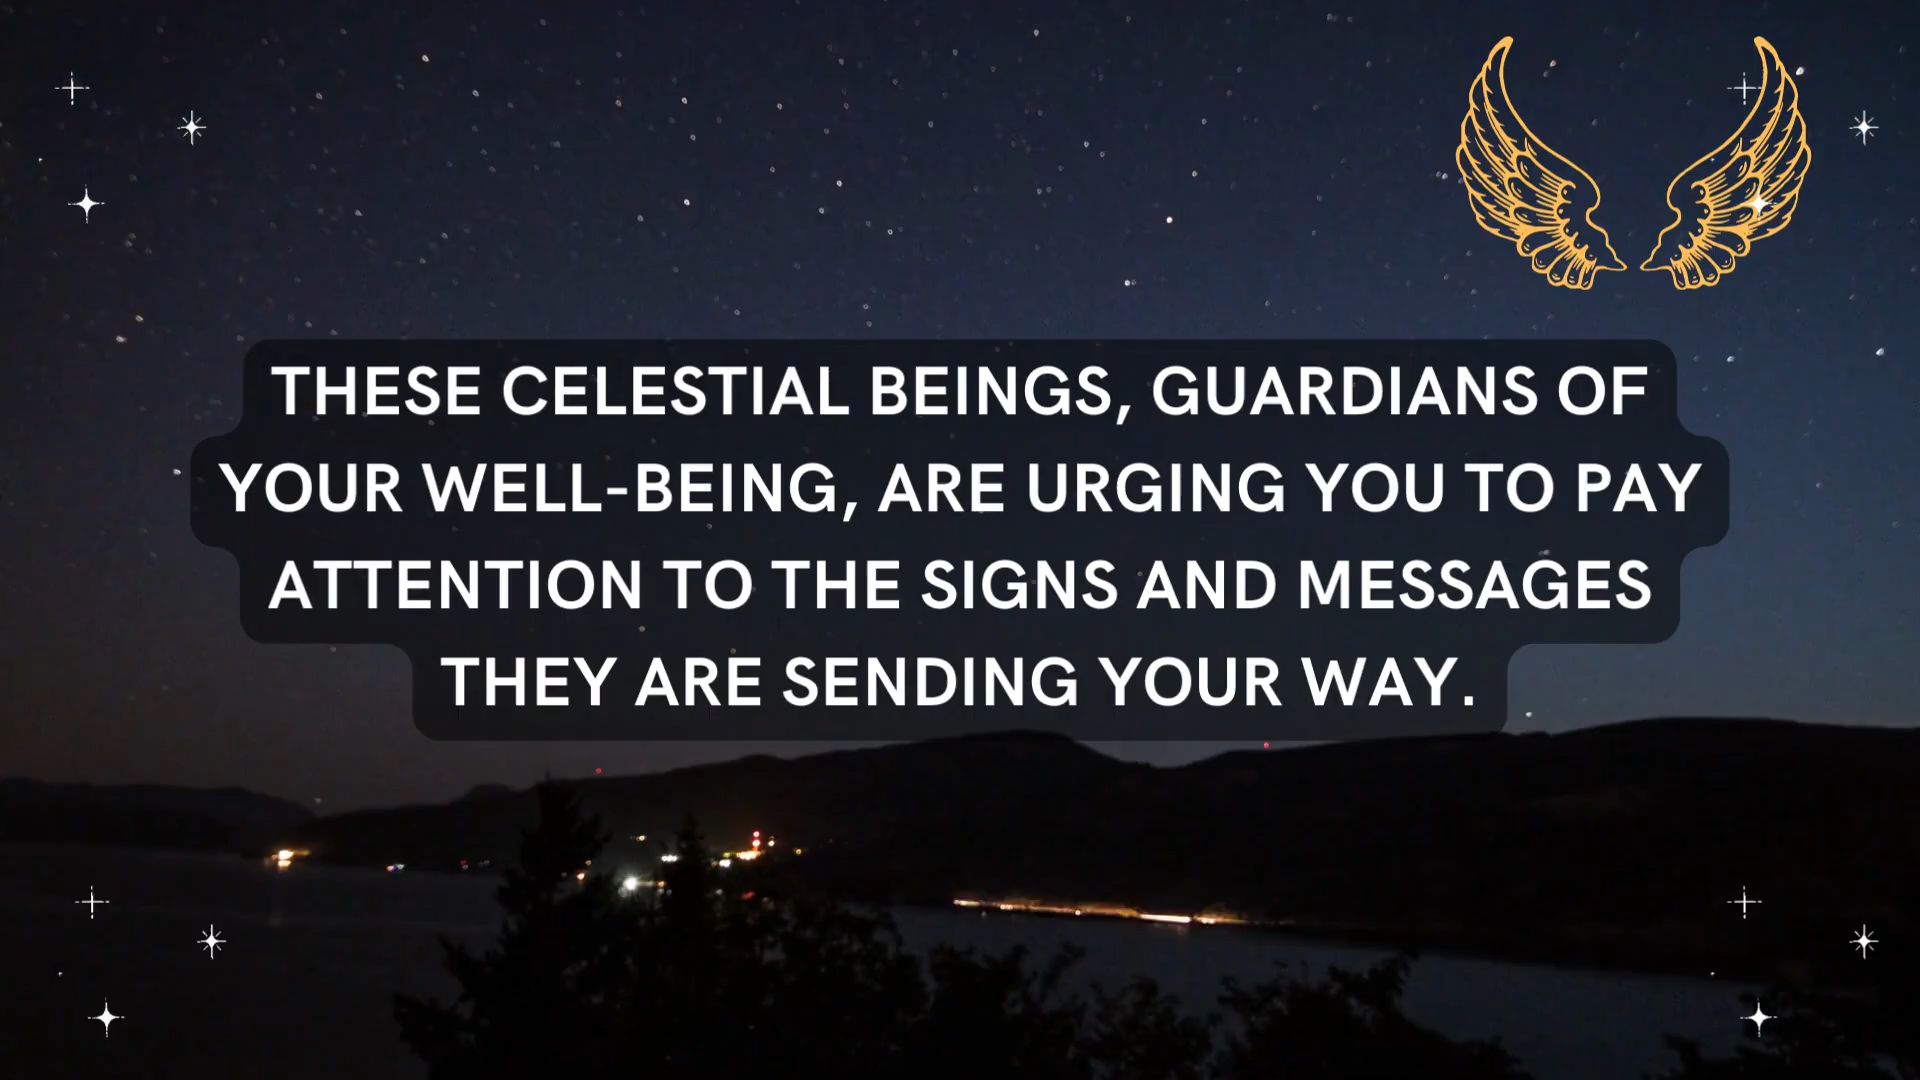 THESE CELESTIAL BEINGS, GUARDIANS OF
YOUR WELL-BEING, ARE URGING YOU TO PAY
ATTENTION TO THE SIGNS AND MESSAGES
THEY ARE SENDING YOUR WAY.